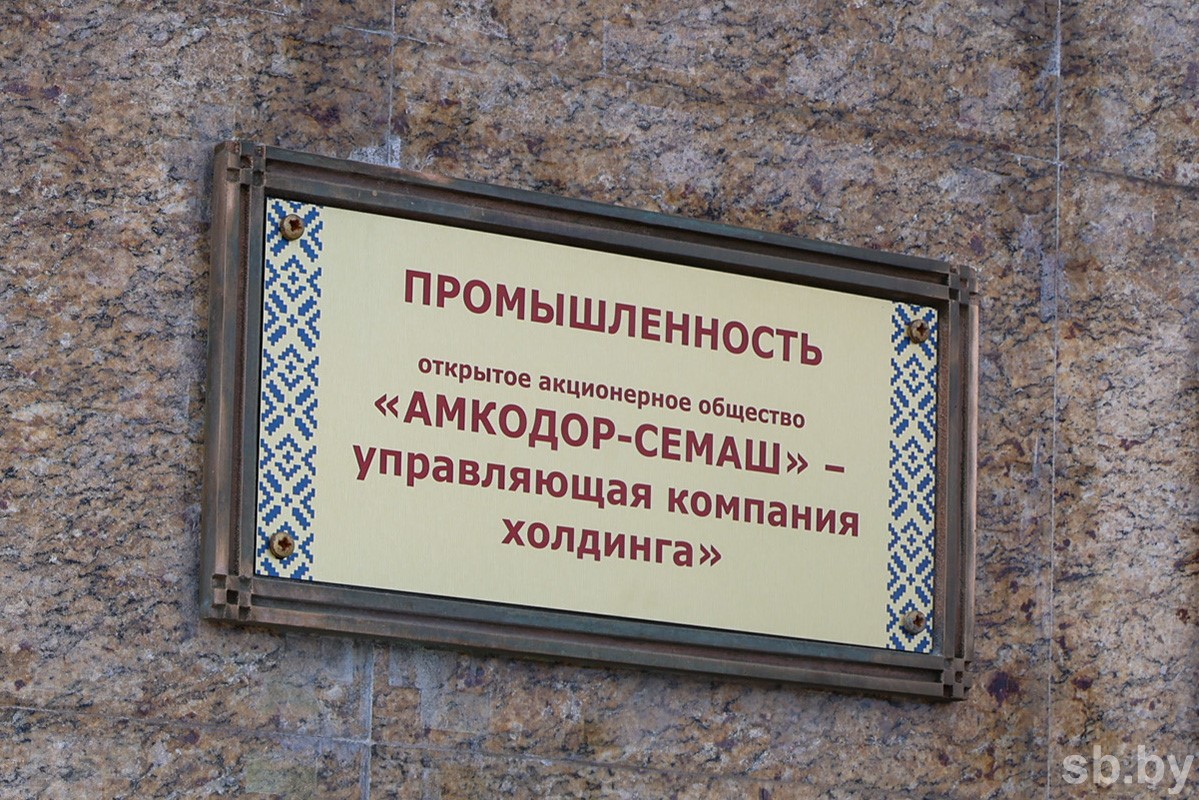 ПРОМЫШЛЕННОСТЬ
открытое акционерное общество
«АМКОДОР-СЕМАШ» –
управляющая компания
холдинга»
sb.by